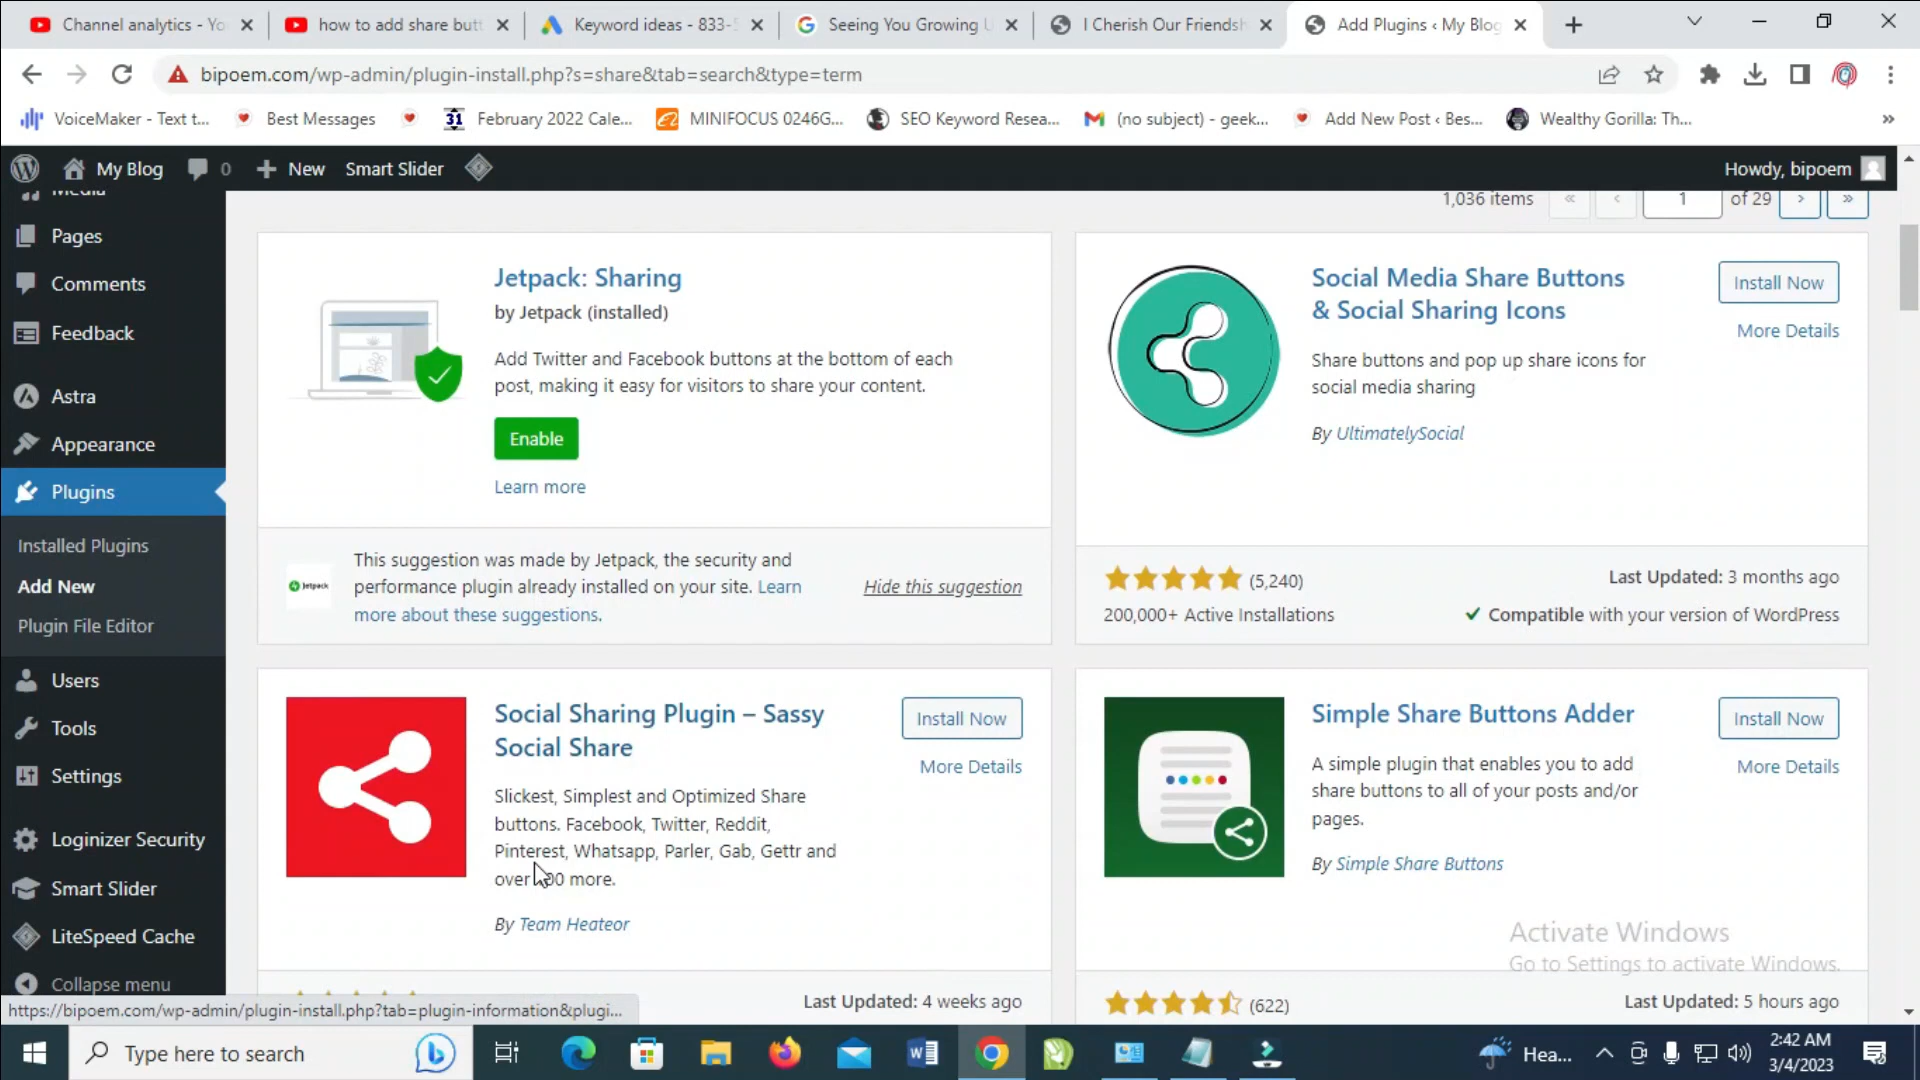 Channel analytics - Yo
how to add share butt
Keyword ideas - 833-5
Seeing You Growing U
I Cherish Our Friendsh
Add Plugins ‹ My Blog
bipoem.com/wp-admin/plugin-install.php?s=share&tab=search&type=term
VoiceMaker - Text t...
Best Messages
31
February 2022 Cale...
MINIFOCUS 0246G...
SEO Keyword Resea...
(no subject) - geek...
Add New Post ‹ Bes...
Wealthy Gorilla: Th...
»
My Blog
0
New
Smart Slider
Howdy, bipoem
Media
Pages
Comments
Feedback
Astra
Appearance
Plugins
Installed Plugins
Add New
Plugin File Editor
Users
Tools
Settings
Loginizer Security
Smart Slider
LiteSpeed Cache
Collapse menu
1,036 items
«
‹
1
of 29
›
»
Jetpack: Sharing
by Jetpack (installed)
Add Twitter and Facebook buttons at the bottom of each
post, making it easy for visitors to share your content.
Enable
Learn more
Jetpack
This suggestion was made by Jetpack, the security and
performance plugin already installed on your site. Learn
more about these suggestions.
Hide this suggestion
Social Media Share Buttons
& Social Sharing Icons
Install Now
More Details
Share buttons and pop up share icons for
social media sharing
By UltimatelySocial
(5,240)
200,000+ Active Installations
Last Updated: 3 months ago
Compatible with your version of WordPress
Social Sharing Plugin – Sassy
Social Share
Install Now
More Details
Slickest, Simplest and Optimized Share
buttons. Facebook, Twitter, Reddit,
Pinterest, Whatsapp, Parler, Gab, Gettr and
over more.
By Team Heateor
Last Updated: 4 weeks ago
Simple Share Buttons Adder
Install Now
More Details
A simple plugin that enables you to add
share buttons to all of your posts and/or
pages.
By Simple Share Buttons
(622)
Last Updated: 5 hours ago
Activate Windows
Go to Settings to activate Windows.
https://bipoem.com/wp-admin/plugin-install.php?tab=plugin-information&plugi...
Type here to search
Hea...
2:42 AM
3/4/2023